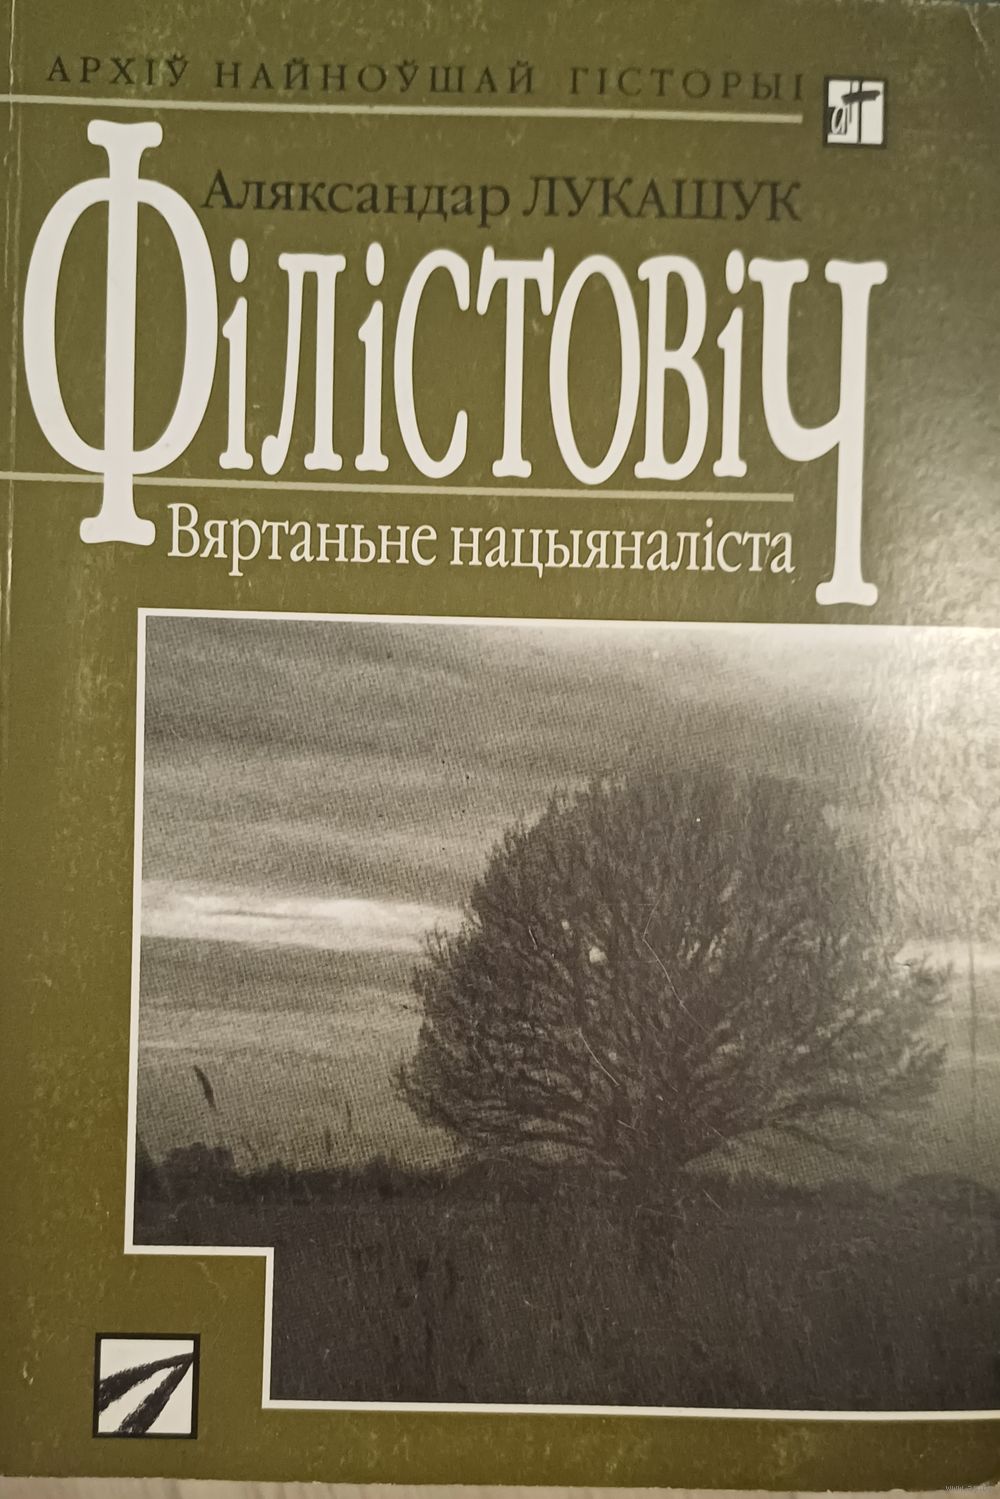 АРХІЎ НАЙНОЎШАЙ ГІСТОРЫІ
Аляксандар ЛУКАШУК
ФІЛІСТОВІЧ
Вяртаньне нацыяналіста